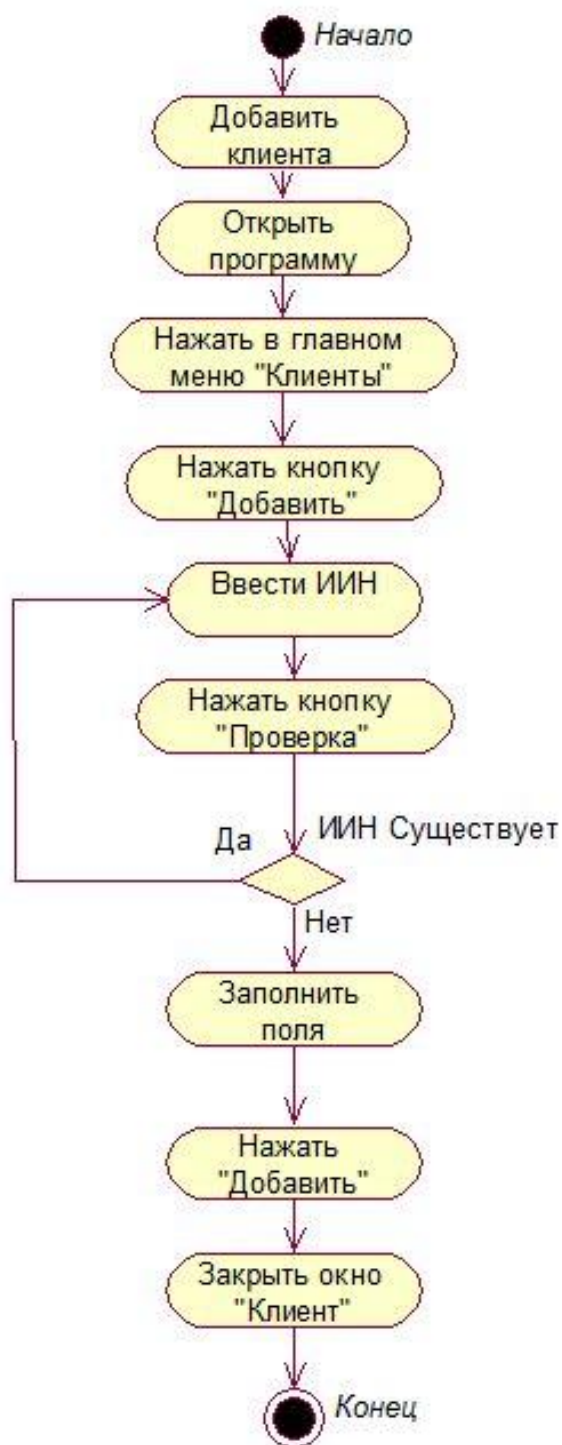 Начало
Добавить
клиента
Открыть
программу
Нажать в главном
меню "Клиенты"
Нажать кнопку
"Добавить"
Ввести ИИН
Нажать кнопку
"Проверка"
Да
ИИН Существует
Нет
Заполнить
поля
Нажать
"Добавить"
Закрыть окно
"Клиент"
Конец